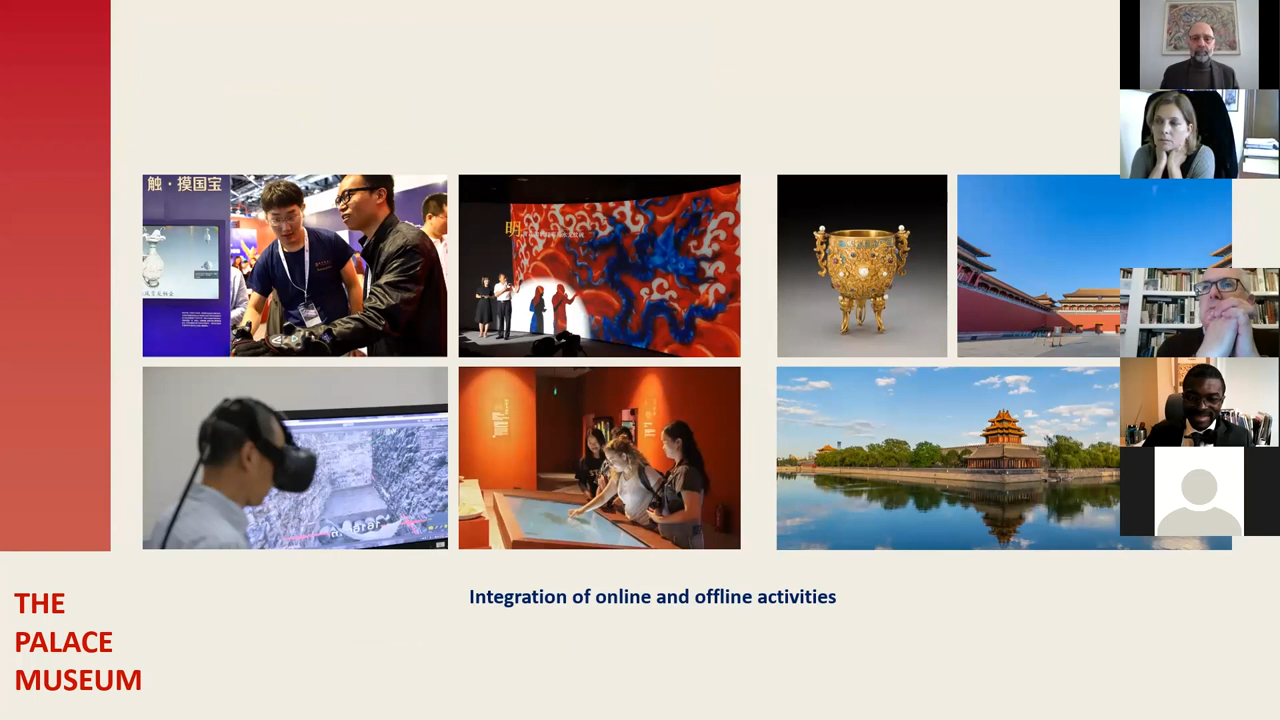 触·摸国宝
明
Integration of online and offline activities
THE
PALACE
MUSEUM